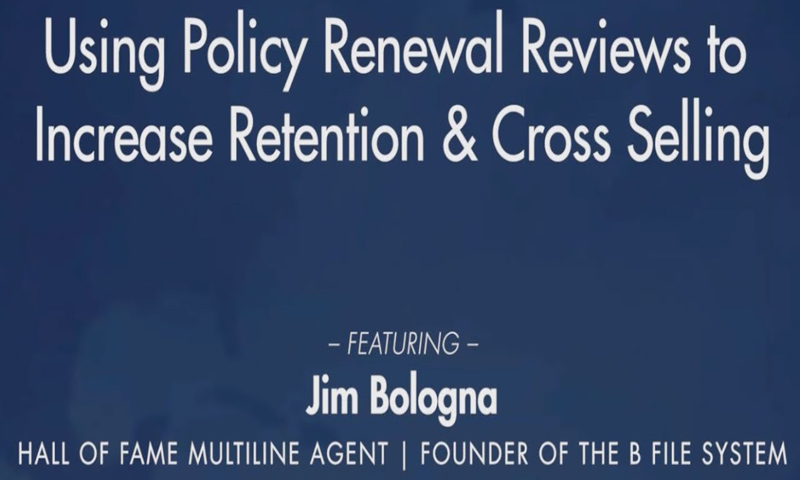 Using Policy Renewal Reviews to
Increase Retention & Cross Selling
– FEATURING –
Jim Bologna
HALL OF FAME MULTILINE AGENT | FOUNDER OF THE B FILE SYSTEM